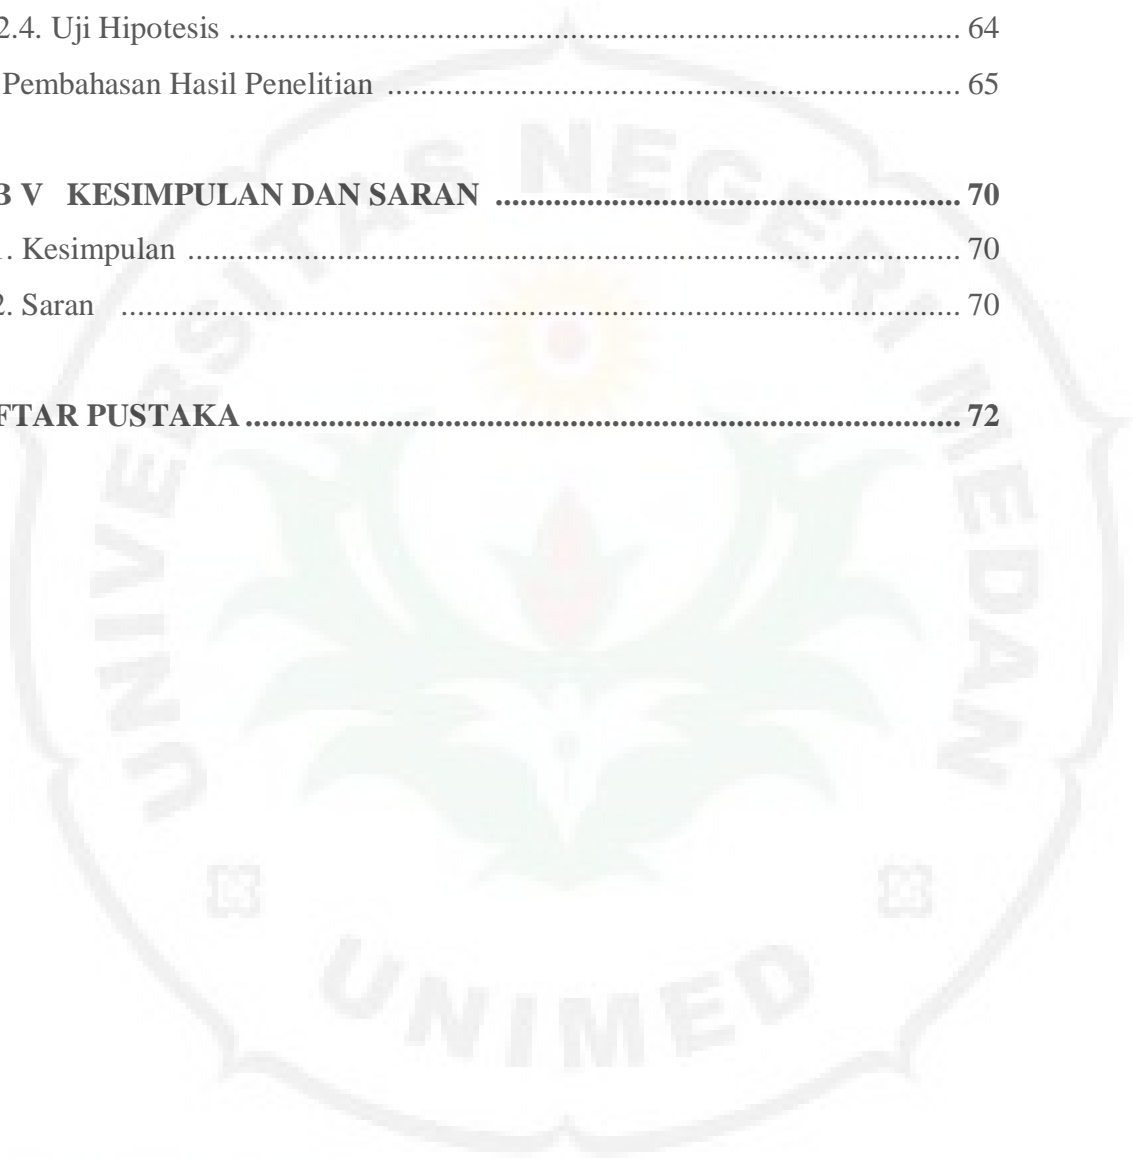 2.4. Uji Hipotesis ........................................................................................... 64
Pembahasan Hasil Penelitian ........................................................................ 65
B V KESIMPULAN DAN SARAN ......................................................... 70
1. Kesimpulan ................................................................................................ 70
2. Saran ......................................................................................................... 70
FTAR PUSTAKA ........................................................................................ 72
UNIVERSITAS NEGERI MEDAN
UNIMED